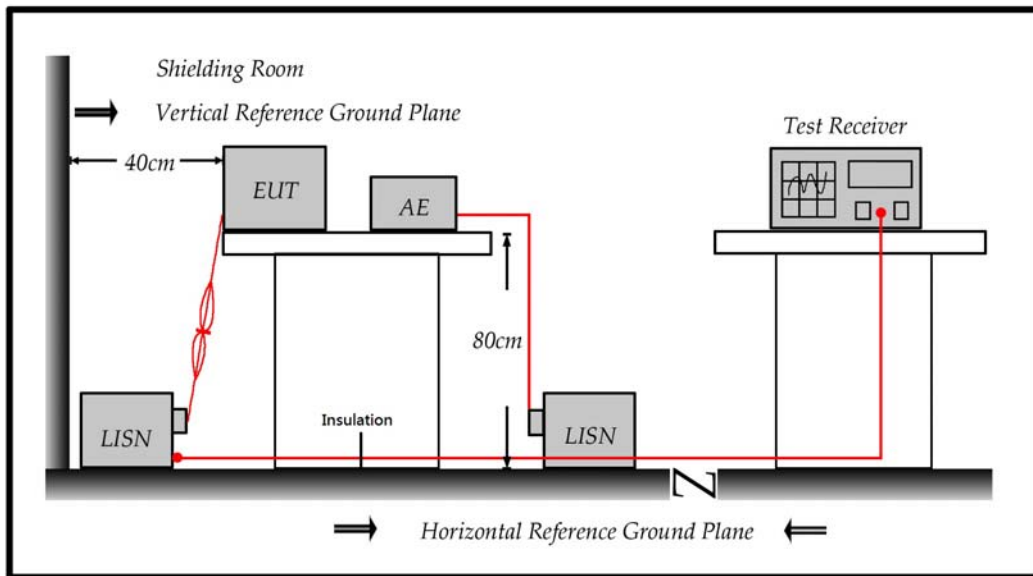 Shielding Room
Vertical Reference Ground Plane
Test Receiver
40cm
EUT
AE
80cm
Insulation
LISN
LISN
Horizontal Reference Ground Plane